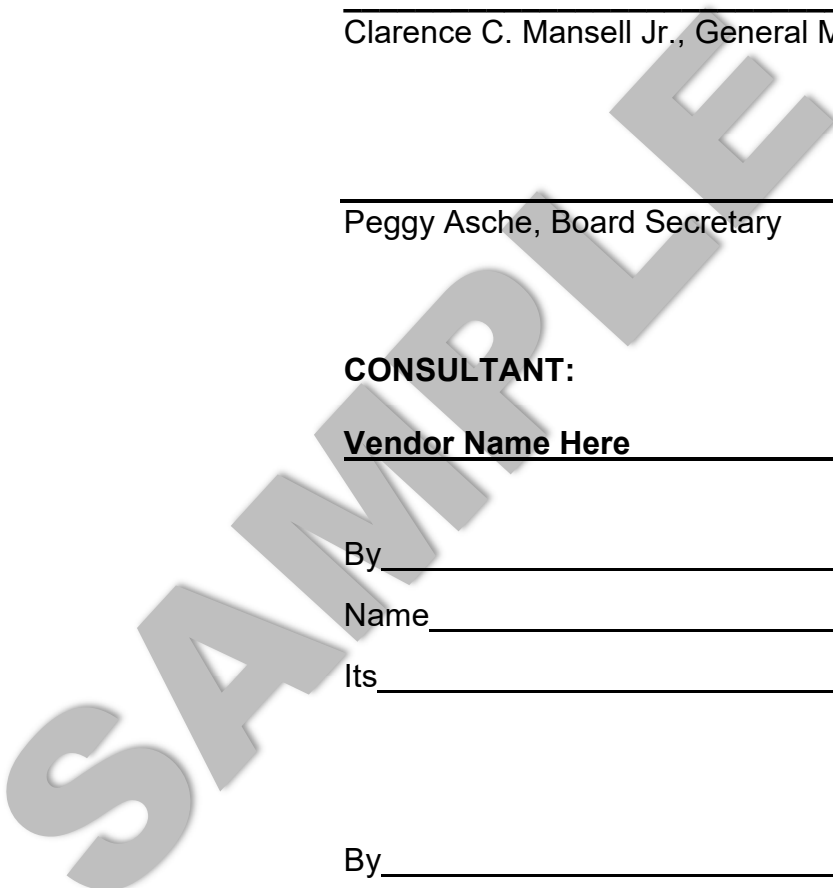 Clarence C. Mansell Jr., General
Peggy Asche, Board Secretary
CONSULTANT:
Vendor Name Here
By
Name
Its
By
SAMPLE